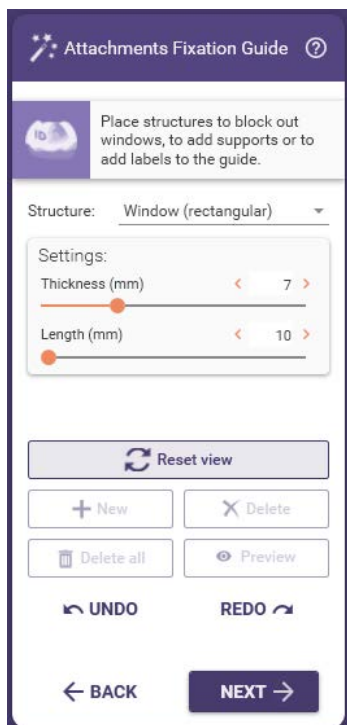 Attachments Fixation Guide ?
Place structures to block out
windows, to add supports or to
add labels to the guide.
Structure: Window (rectangular)
Settings:
Thickness (mm) < 7 >
Length (mm) < 10 >
Reset view
+ New
X Delete
Delete all
Preview
UNDO
REDO
← BACK
NEXT →